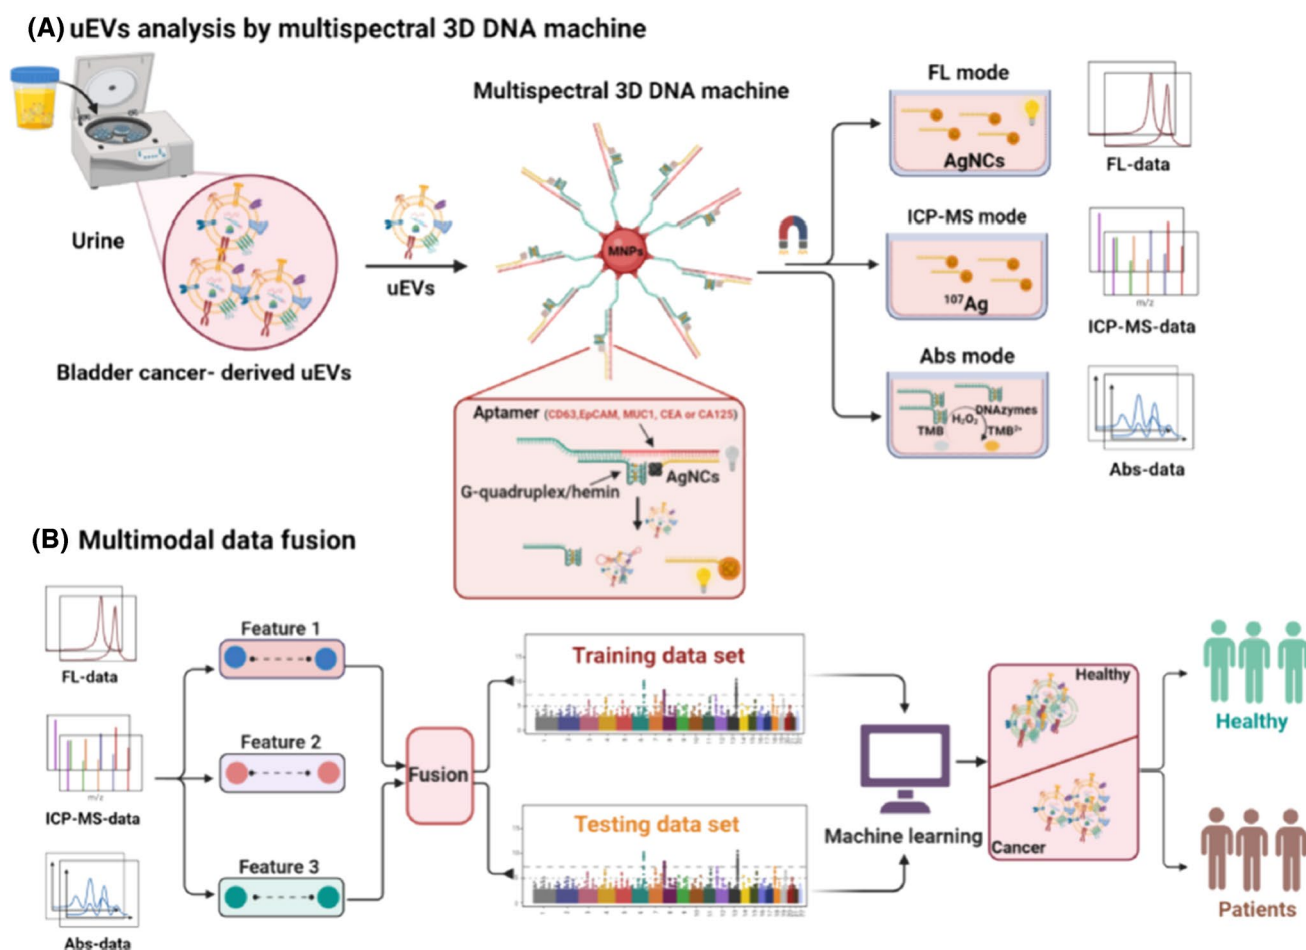 (A) uEVs analysis by multispectral 3D DNA machine
Urine
Bladder cancer- derived uEVs
uEVs
Multispectral 3D DNA machine
MNPs
Aptamer (CD63,EpCAM, MUC1, CEA or CA125)
AgNCs
G-quadruplex/hemin
FL mode
AgNCs
FL-data
ICP-MS mode
107Ag
m/z
ICP-MS-data
Abs mode
DNAzymes
H₂O₂
TMB
TMB²⁺
Abs-data
(B) Multimodal data fusion
FL-data
m/z
ICP-MS-data
Abs-data
Feature 1
Feature 2
Feature 3
Fusion
Training data set
Testing data set
Machine learning
Healthy
Cancer
Healthy
Patients